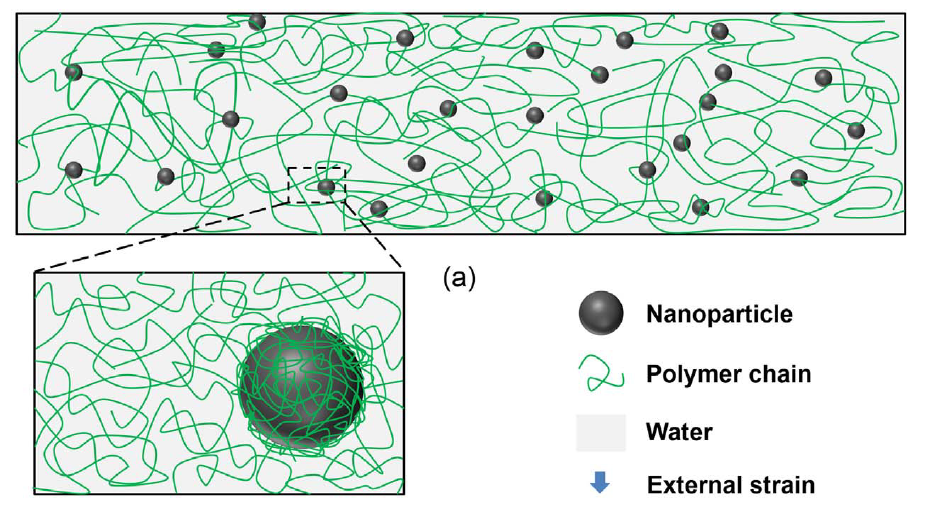 (a)
Nanoparticle
Polymer chain
Water
External strain